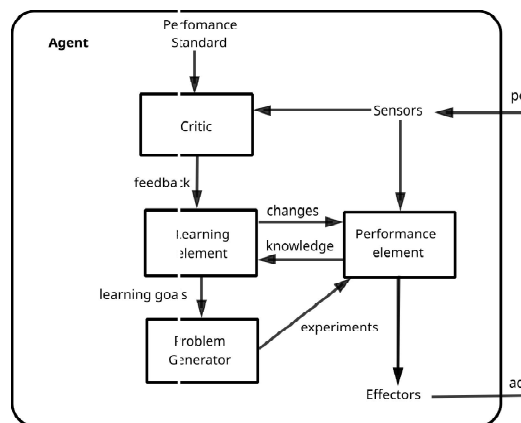 Perfomance
Standard
Agent
Sensors
Critic
feedback
changes
Learning
element
knowledge
Performance
element
learning goals
experiments
Problem
Generator
Effectors